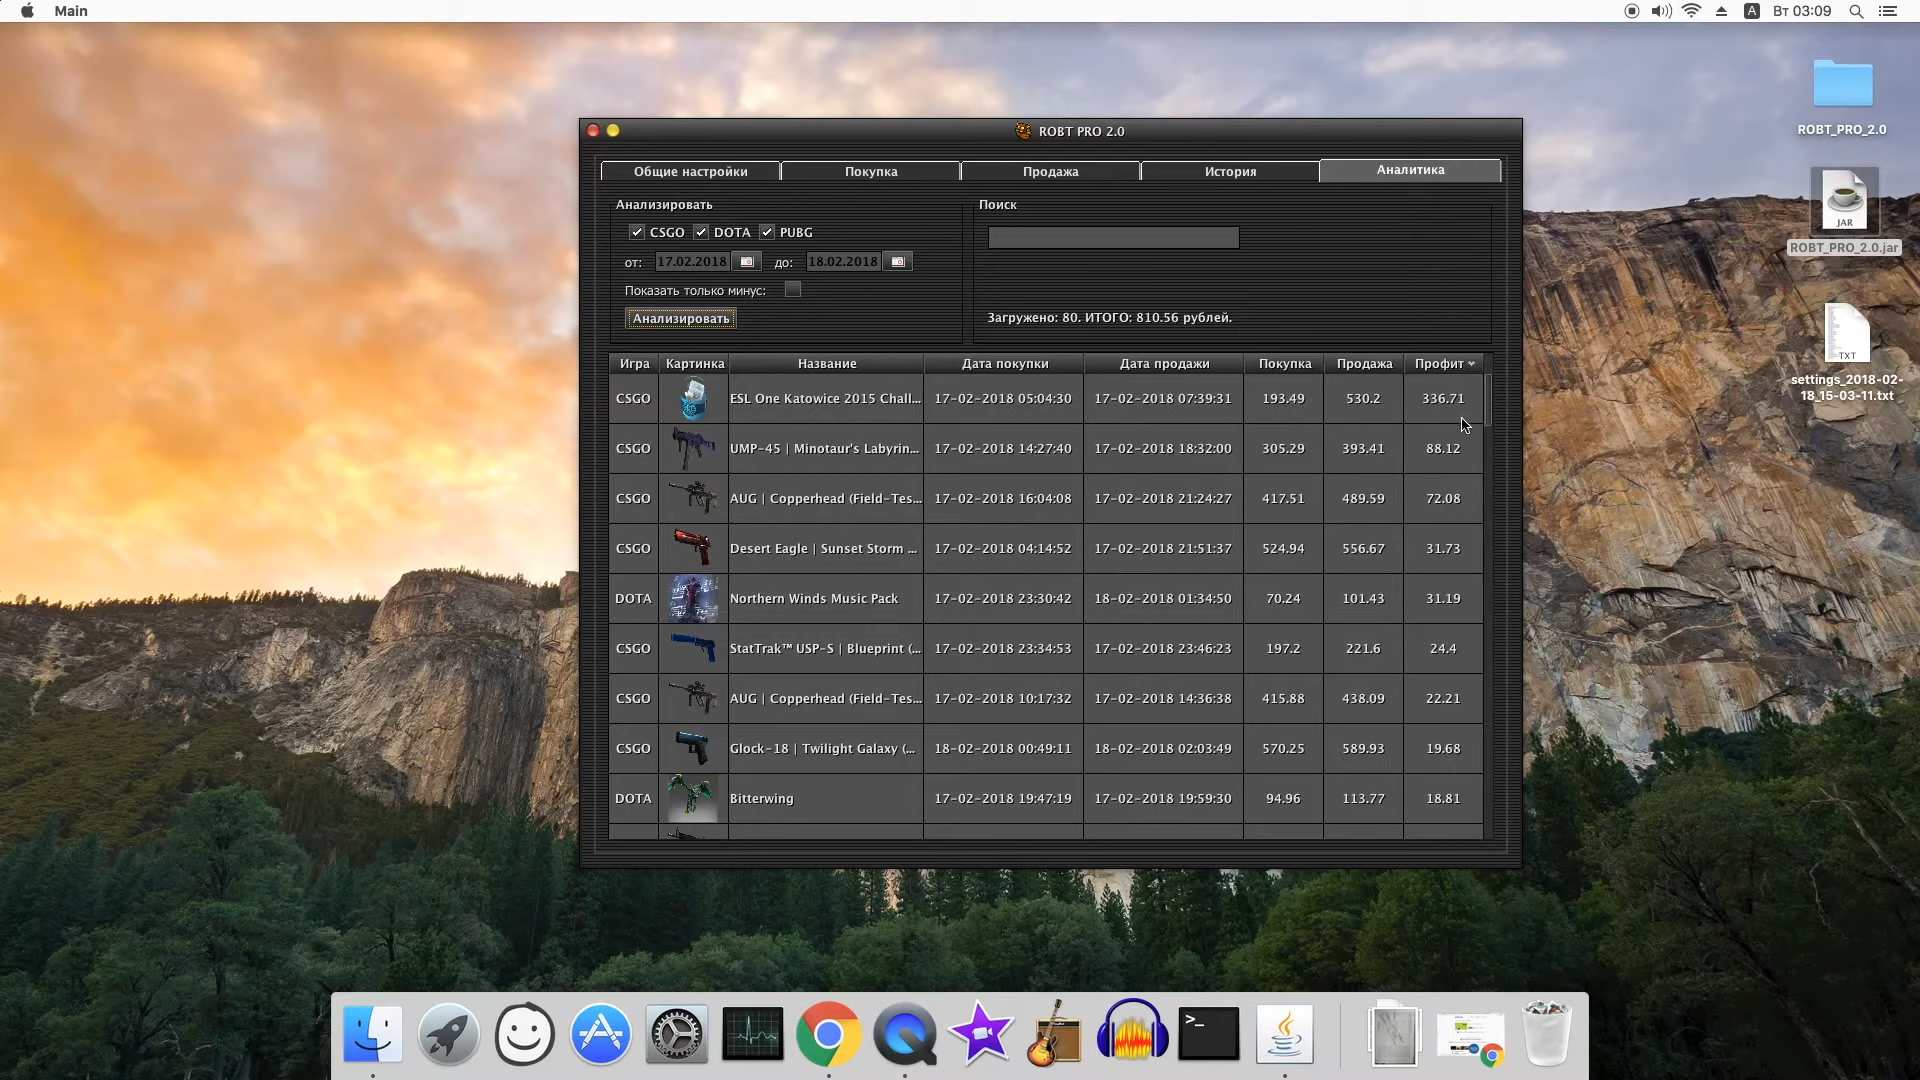 Main
A
Вт 03:09
ROBT PRO 2.0
Общие настройки
Покупка
Продажа
История
Аналитика
Анализировать
CSGO
DOTA
PUBG
от:
17.02.2018
до:
18.02.2018
Показать только минус:
Анализировать
Поиск
Загружено: 80. ИТОГО: 810.56 рублей.
Игра Картинка Название Дата покупки Дата продажи Покупка Продажа Профит
CSGO ESL One Katowice 2015 Chall... 17-02-2018 05:04:30 17-02-2018 07:39:31 193.49 530.2 336.71
CSGO UMP-45 | Minotaur's Labyrin... 17-02-2018 14:27:40 17-02-2018 18:32:00 305.29 393.41 88.12
CSGO AUG | Copperhead (Field-Tes... 17-02-2018 16:04:08 17-02-2018 21:24:27 417.51 489.59 72.08
CSGO Desert Eagle | Sunset Storm ... 17-02-2018 04:14:52 17-02-2018 21:51:37 524.94 556.67 31.73
DOTA Northern Winds Music Pack 17-02-2018 23:30:42 18-02-2018 01:34:50 70.24 101.43 31.19
CSGO StatTrak™ USP-S | Blueprint (... 17-02-2018 23:34:53 17-02-2018 23:46:23 197.2 221.6 24.4
CSGO AUG | Copperhead (Field-Tes... 17-02-2018 10:17:32 17-02-2018 14:36:38 415.88 438.09 22.21
CSGO Glock-18 | Twilight Galaxy (... 18-02-2018 00:49:11 18-02-2018 02:03:49 570.25 589.93 19.68
DOTA Bitterwing 17-02-2018 19:47:19 17-02-2018 19:59:30 94.96 113.77 18.81
ROBT_PRO_2.0
JAR
ROBT_PRO_2.0.jar
TXT
settings_2018-02-
18_15-03-11.txt
>_